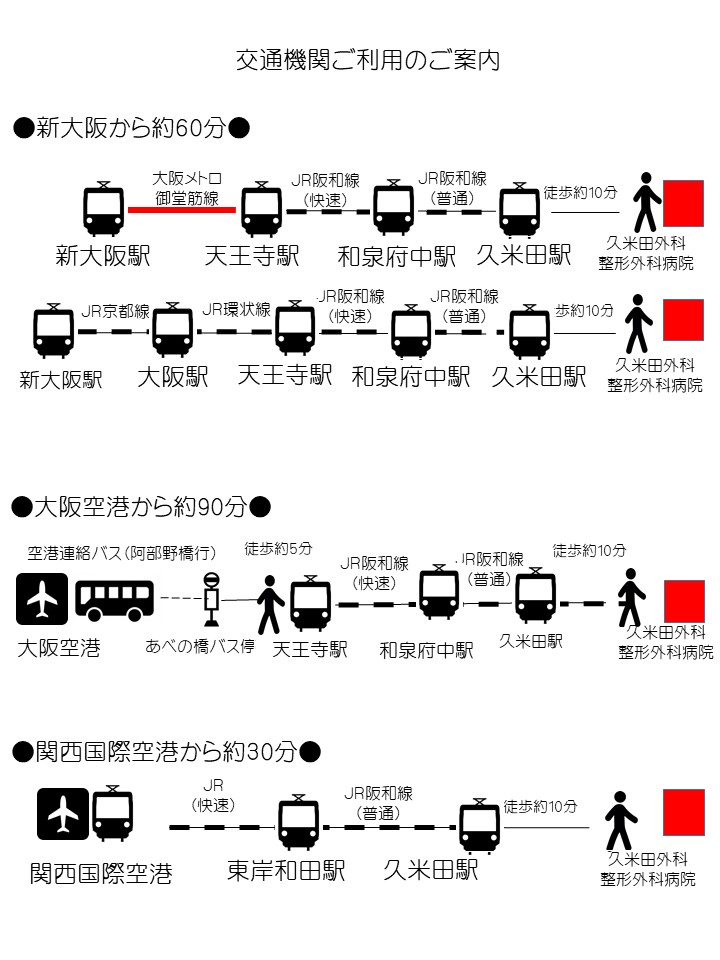 交通機関ご利用のご案内
●新大阪から約60分●
大阪メトロ
御堂筋線
JR阪和線
(快速)
JR阪和線
(普通)
徒歩約10分
新大阪駅
天王寺駅
和泉府中駅
久米田駅
久米田外科
整形外科病院
JR京都線
JR環状線
JR阪和線
(快速)
JR阪和線
(普通)
歩約10分
新大阪駅
大阪駅
天王寺駅
和泉府中駅
久米田駅
久米田外科
整形外科病院
●大阪空港から約90分●
空港連絡バス(阿部野橋行)
徒歩約5分
JR阪和線
(快速)
JR阪和線
(普通)
徒歩約10分
大阪空港
あべの橋バス停
天王寺駅
和泉府中駅
久米田駅
久米田外科
整形外科病院
●関西国際空港から約30分●
JR
(快速)
JR阪和線
(普通)
徒歩約10分
関西国際空港
東岸和田駅
久米田駅
久米田外科
整形外科病院